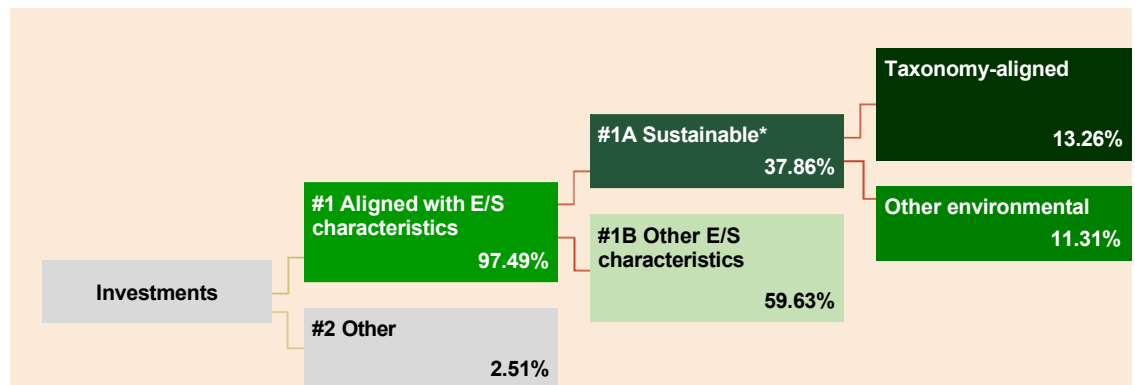 Taxonomy-aligned
13.26%
#1A Sustainable*
37.86%
#1 Aligned with E/S
characteristics
97.49%
Other environmental
11.31%
#1B Other E/S
characteristics
59.63%
Investments
#2 Other
2.51%